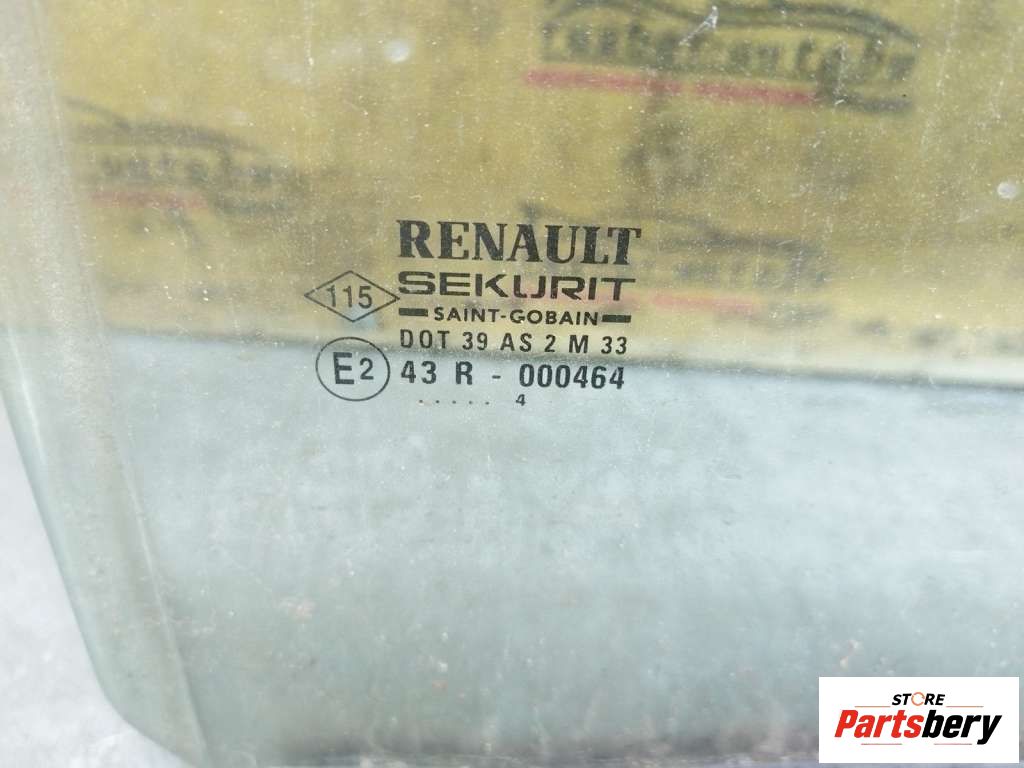 RENAULT
115
SEKURIT
SAINT-GOBAIN
DOT 39 AS 2 M 33
E2
43 R - 000464
. . . . . 4
STORE
Partsbery